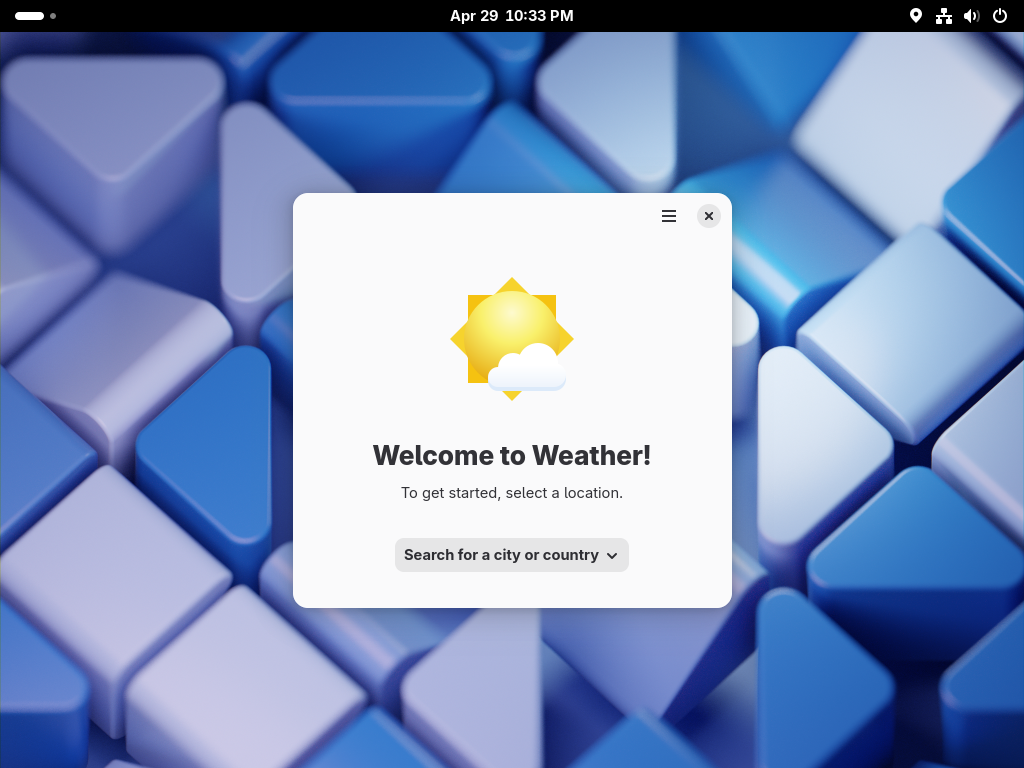 Apr 29  10:33 PM
Welcome to Weather!
To get started, select a location.
Search for a city or country